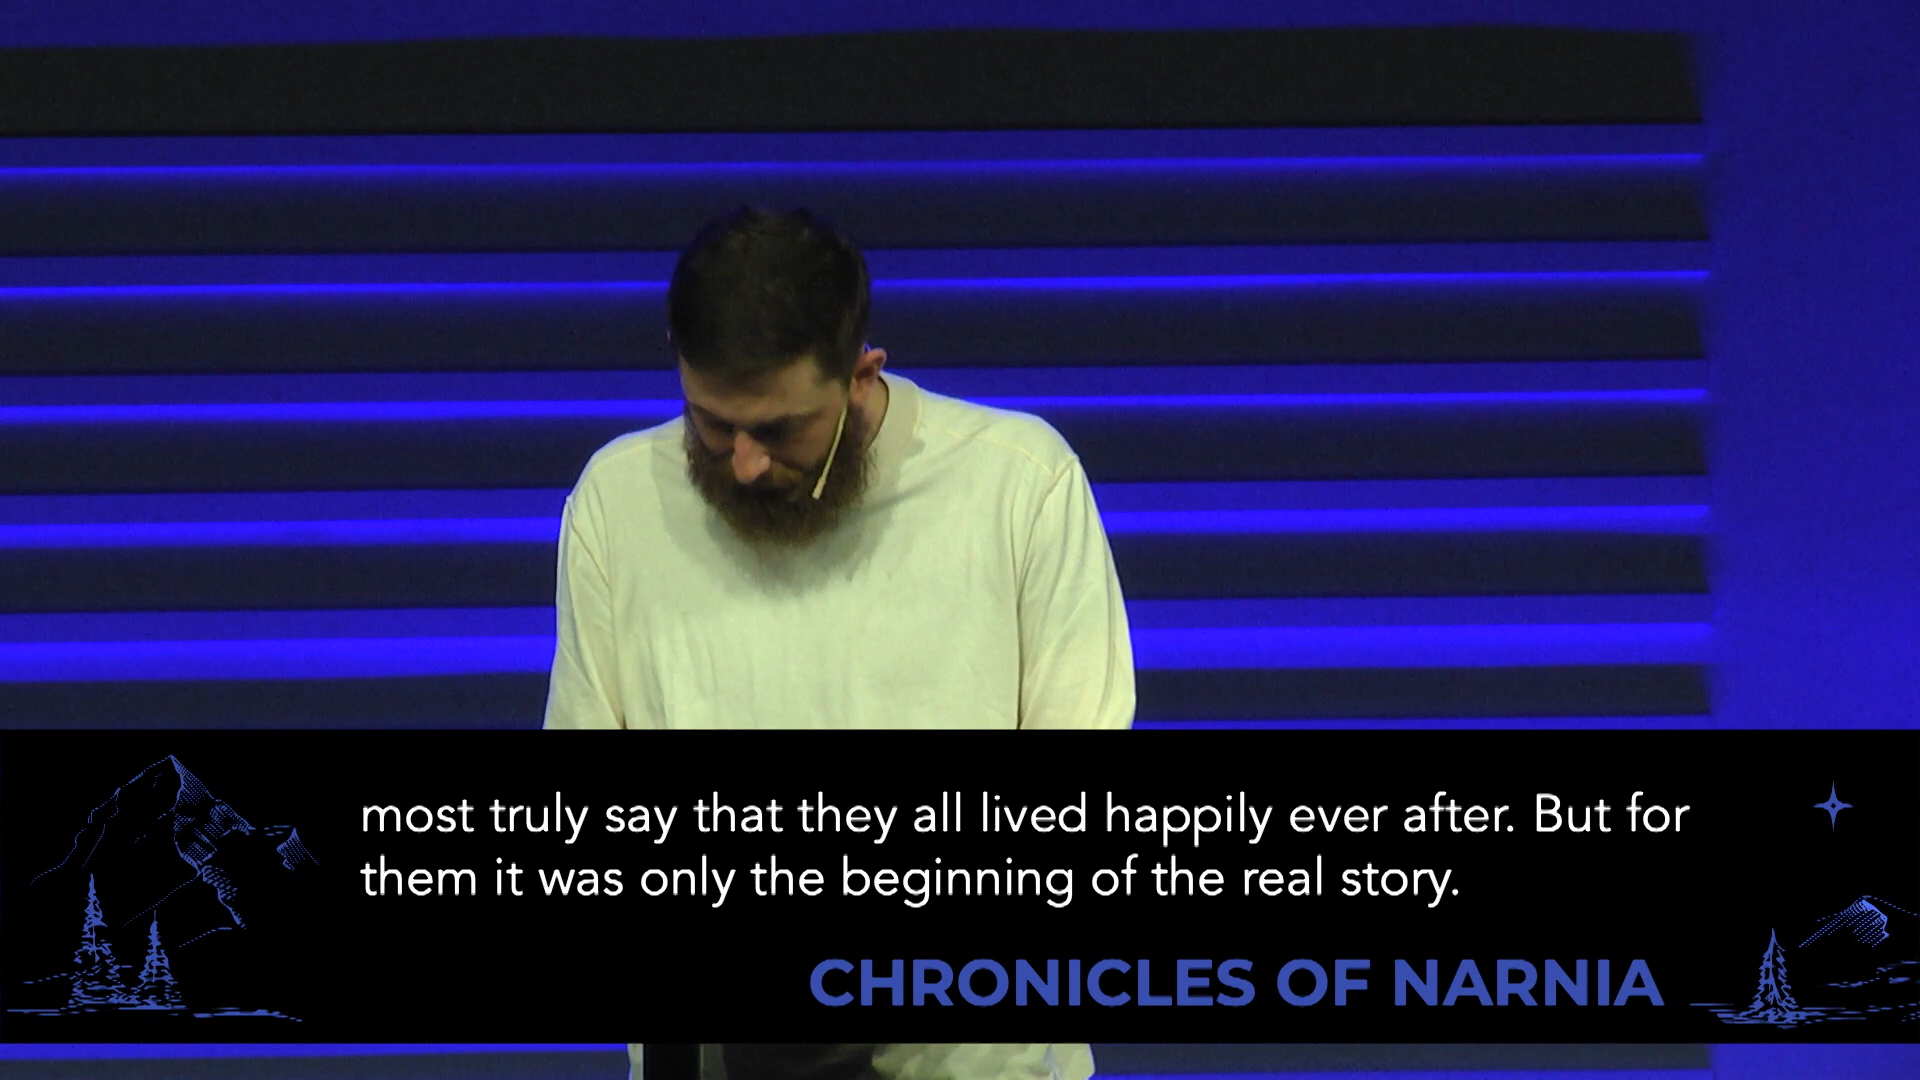 most truly say that they all lived happily ever after. But for
them it was only the beginning of the real story.
CHRONICLES OF NARNIA